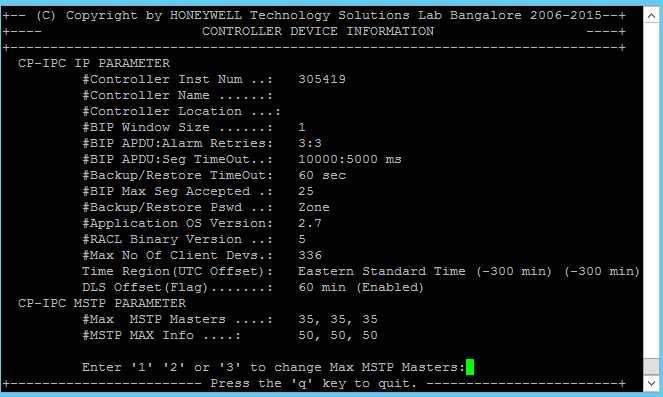 +-- (C) Copyright by HONEYWELL Technology Solutions Lab Bangalore 2006-2015--+
+---- CONTROLLER DEVICE INFORMATION ----+
+----------------------------------------------------------------------------+
CP-IPC IP PARAMETER
#Controller Inst Num ..: 305419
#Controller Name ......:
#Controller Location ...:
#BIP Window Size ......: 1
#BIP APDU:Alarm Retries: 3:3
#BIP APDU:Seg TimeOut..: 10000:5000 ms
#Backup/Restore TimeOut: 60 sec
#BIP Max Seg Accepted .: 25
#Backup/Restore Pswd ..: Zone
#Application OS Version: 2.7
#RACL Binary Version ..: 5
#Max No Of Client Devs.: 336
Time Region(UTC Offset): Eastern Standard Time (-300 min) (-300 min)
DLS Offset(Flag).......: 60 min (Enabled)
CP-IPC MSTP PARAMETER
#Max  MSTP Masters ....: 35, 35, 35
#MSTP MAX Info ....: 50, 50, 50
Enter '1' '2' or '3' to change Max MSTP Masters:
+------------------------ Press the 'q' key to quit. ------------------------+